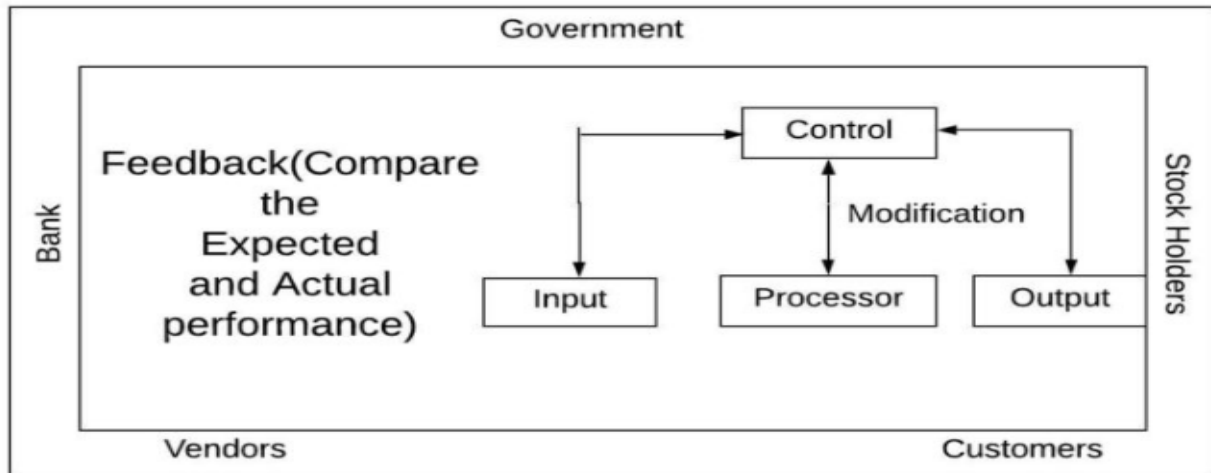 Government
Control
Feedback(Compare
the
Expected
and Actual
performance)
Modification
Bank
Stock Holders
Input
Processor
Output
Vendors
Customers